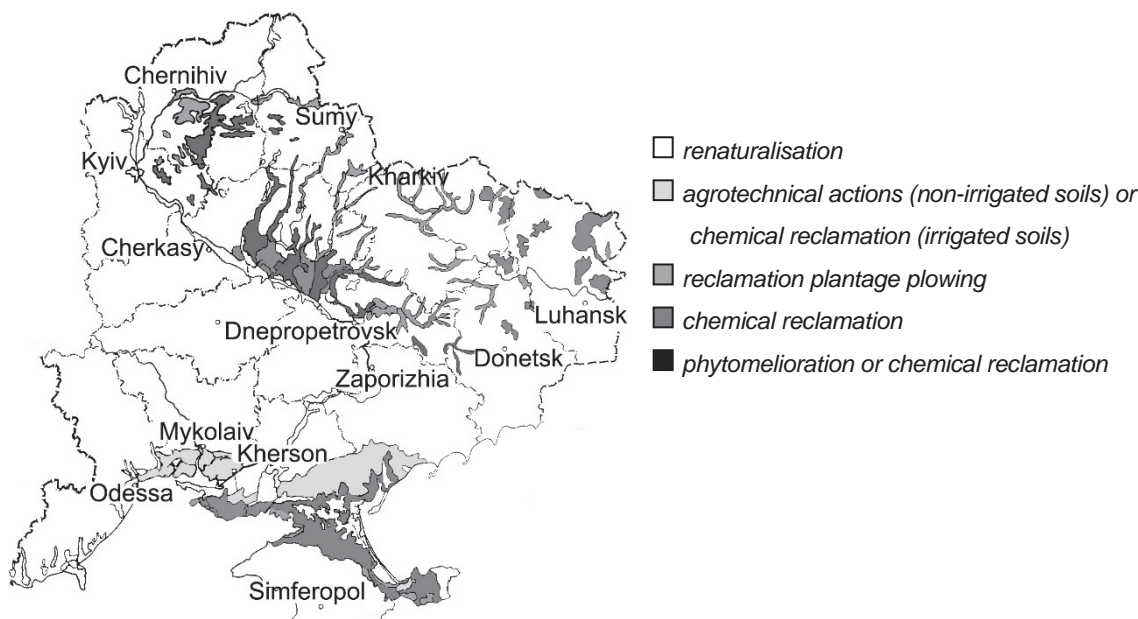 Chernihiv
Sumy
Kyiv
Kharkiv
Cherkasy
Dnepropetrovsk
Luhansk
Donetsk
Zaporizhia
Mykolaiv
Kherson
Odessa
Simferopol
renaturalisation
agrotechnical actions (non-irrigated soils) or
chemical reclamation (irrigated soils)
reclamation plantage plowing
chemical reclamation
phytomelioration or chemical reclamation